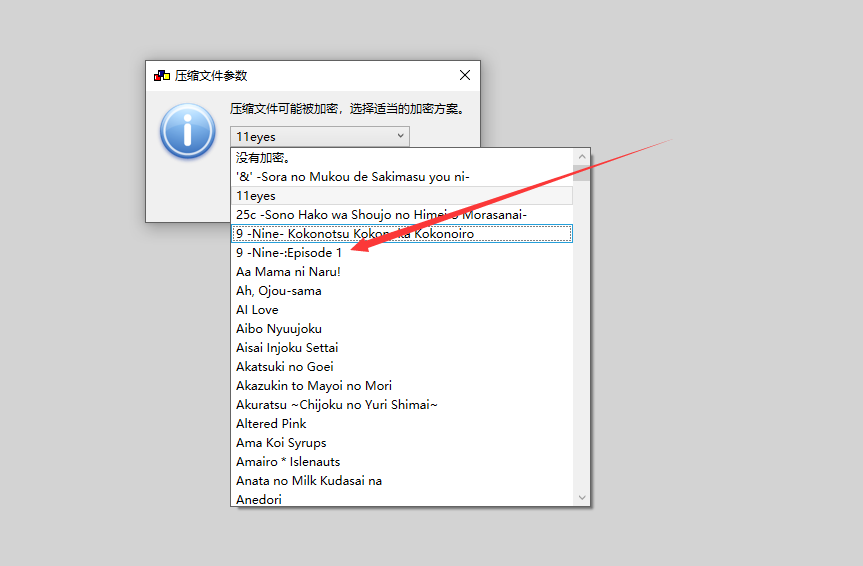 压缩文件参数
压缩文件可能被加密，选择适当的加密方案。
11eyes
没有加密。
'&' -Sora no Mukou de Sakimasu you ni-
11eyes
25c -Sono Hako wa Shoujo no Hime o Morasanai-
9 -Nine- Kokonotsu Kokonoka Kokonoiro
9 -Nine-:Episode 1
Aa Mama ni Naru!
Ah, Ojou-sama
AI Love
Aibo Nyuujoku
Aisai Injoku Settai
Akatsuki no Goei
Akazukin to Mayoi no Mori
Akuratsu ~Chijoku no Yuri Shimai~
Altered Pink
Ama Koi Syrups
Amairo * Islenauts
Anata no Milk Kudasai na
Anedori